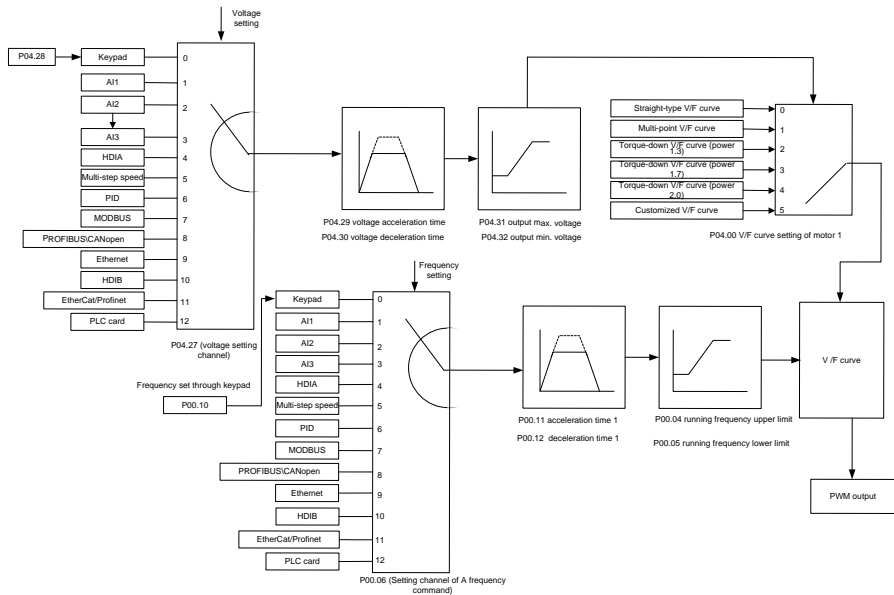 Voltage
setting
P04.28
Keypad
0
AI1
1
AI2
2
AI3
3
HDIA
4
Multi-step speed
5
PID
6
MODBUS
7
PROFIBUS\CANopen
8
Ethernet
9
HDIB
10
EtherCat/Profinet
11
PLC card
12
P04.27 (voltage setting
channel)
P04.29 voltage acceleration time
P04.30 voltage deceleration time
P04.31 output max. voltage
P04.32 output min. voltage
Straight-type V/F curve
0
Multi-point V/F curve
1
Torque-down V/F curve (power
1.3)
2
Torque-down V/F curve (power
1.7)
3
Torque-down V/F curve (power
2.0)
4
Customized V/F curve
5
P04.00 V/F curve setting of motor 1
Frequency
setting
Frequency set through keypad
P00.10
Keypad
0
AI1
1
AI2
2
AI3
3
HDIA
4
Multi-step speed
5
PID
6
MODBUS
7
PROFIBUS\CANopen
8
Ethernet
9
HDIB
10
EtherCat/Profinet
11
PLC card
12
P00.06 (Setting channel of A frequency
command)
P00.11 acceleration time 1
P00.12 deceleration time 1
P00.04 running frequency upper limit
P00.05 running frequency lower limit
V /F curve
PWM output